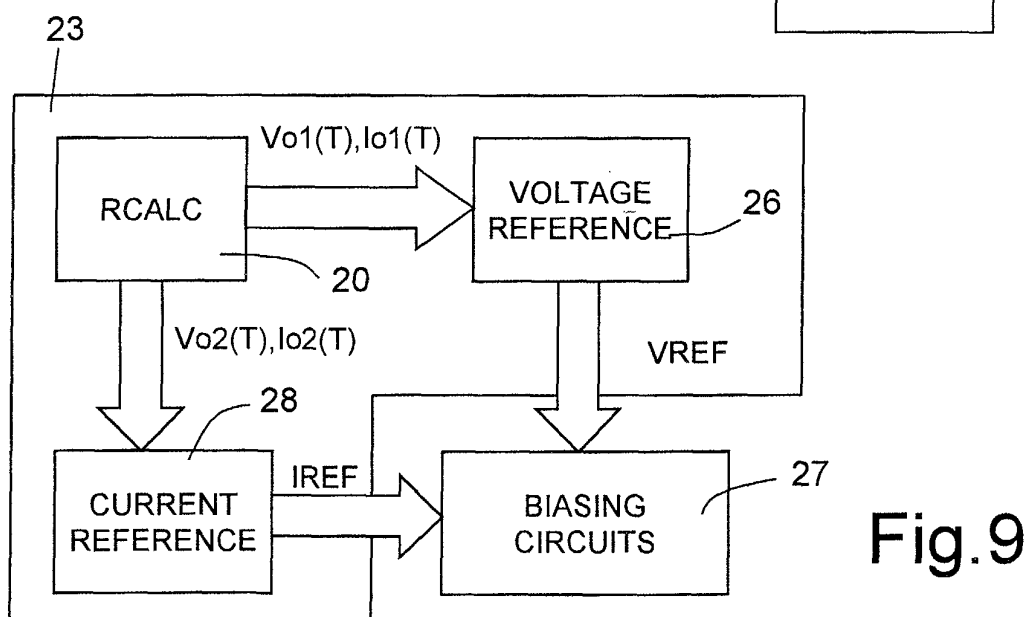 23
Vo1(T),Io1(T)
RCALC
VOLTAGE
REFERENCE
26
20
Vo2(T),Io2(T)
VREF
28
IREF
CURRENT
REFERENCE
BIASING
CIRCUITS
27
Fig.9